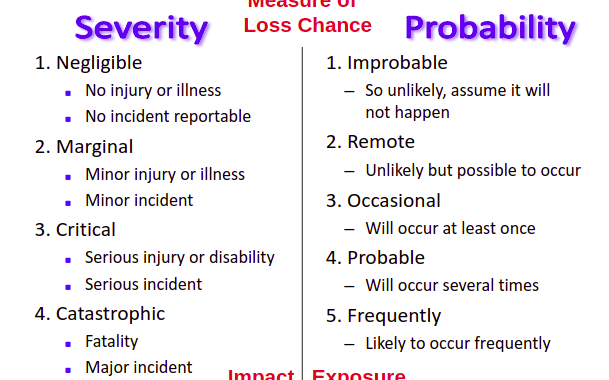 Measure of
Loss Chance
Severity
1. Negligible
No injury or illness
No incident reportable
2. Marginal
Minor injury or illness
Minor incident
3. Critical
Serious injury or disability
Serious incident
4. Catastrophic
Fatality
Major incident
Impact
Probability
1. Improbable
– So unlikely, assume it will
not happen
2. Remote
– Unlikely but possible to occur
3. Occasional
– Will occur at least once
4. Probable
– Will occur several times
5. Frequently
– Likely to occur frequently
Exposure